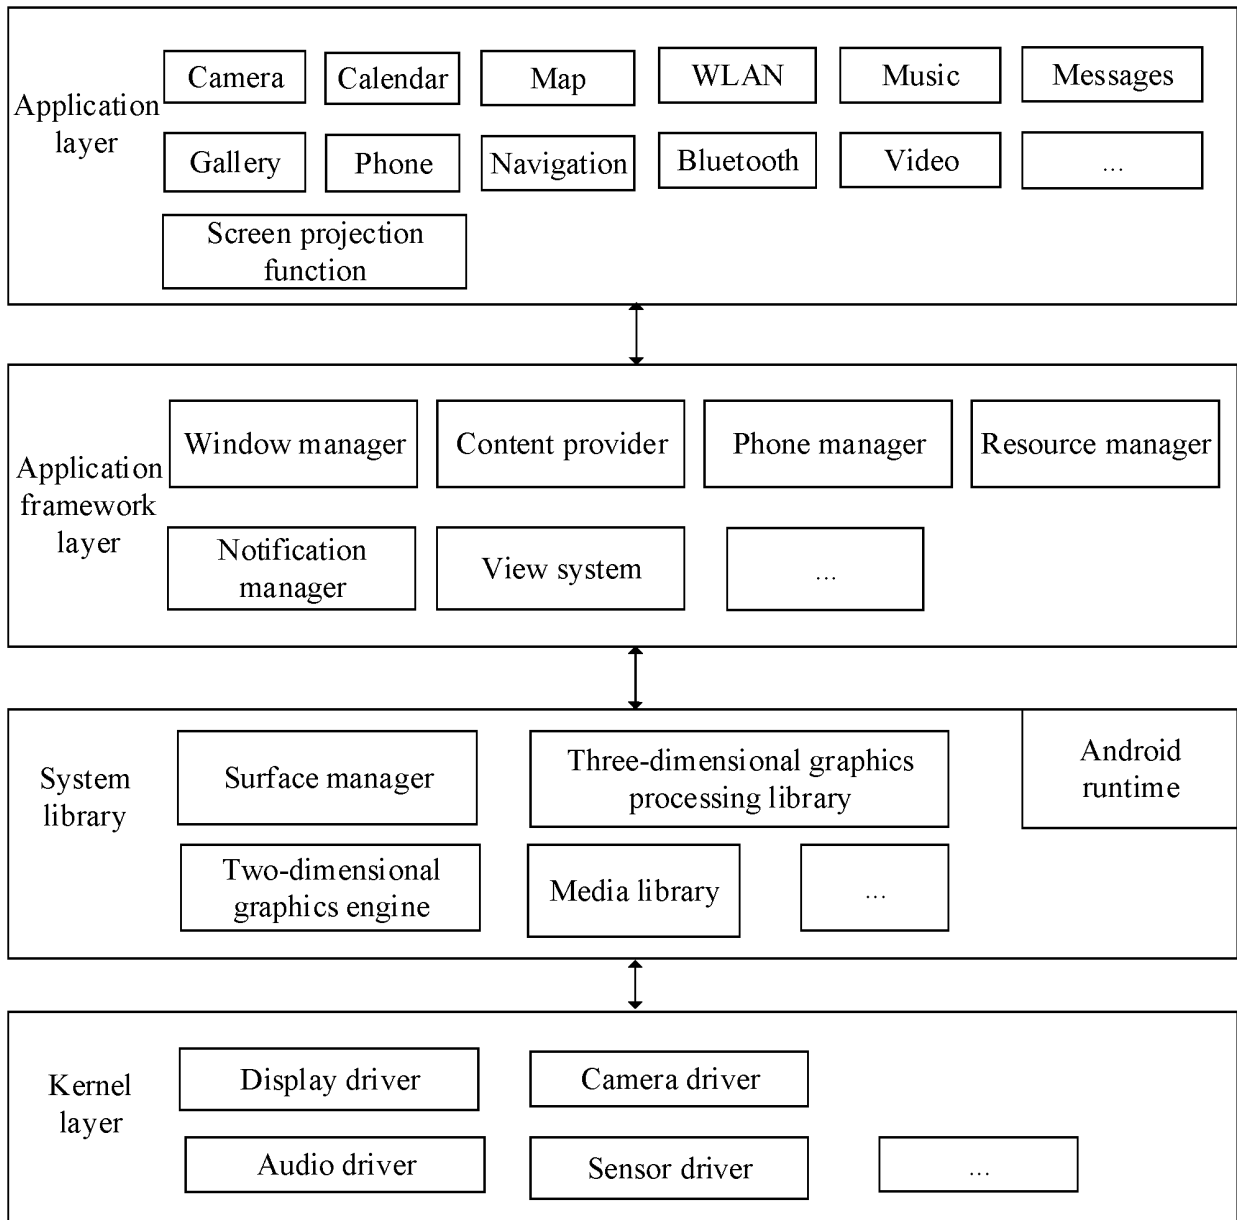 Application
layer
Camera
Calendar
Map
WLAN
Music
Messages
Gallery
Phone
Navigation
Bluetooth
Video
...
Screen projection
function
Application
framework
layer
Window manager
Content provider
Phone manager
Resource manager
Notification
manager
View system
...
System
library
Surface manager
Three-dimensional graphics
processing library
Android
runtime
Two-dimensional
graphics engine
Media library
...
Kernel
layer
Display driver
Camera driver
Audio driver
Sensor driver
...